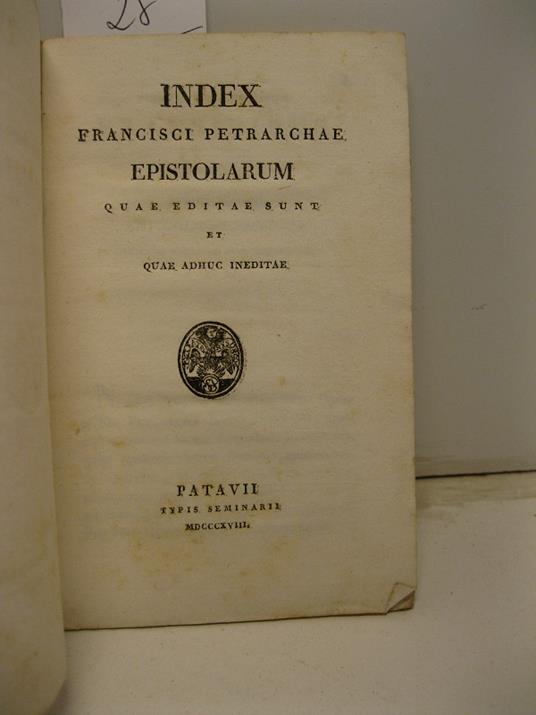 28
INDEX
FRANCISCI PETRARCHAE
EPISTOLARUM
QUAE EDITAE SUNT
ET
QUAE ADHUC INEDITAE
PATAVII
TYPIS SEMINARII
MDCCCXVIII.